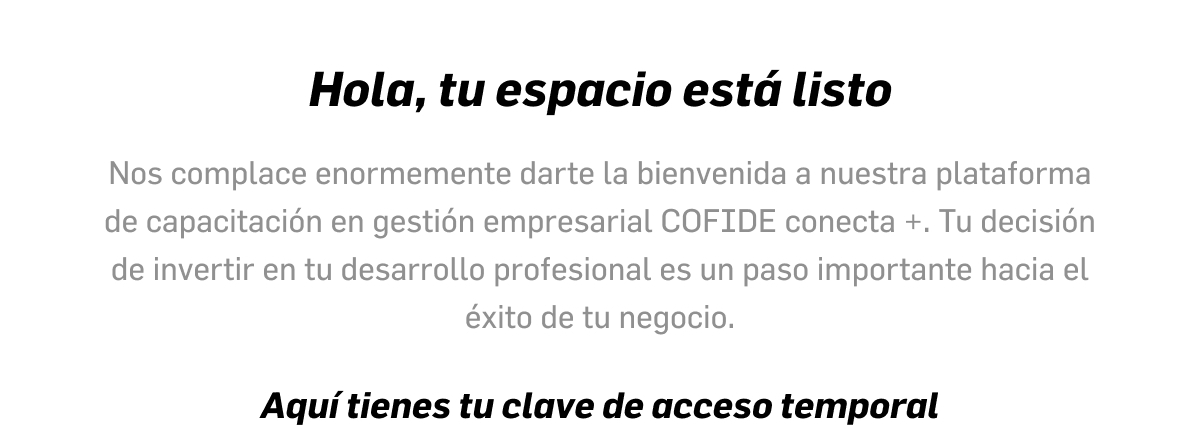 Hola, tu espacio está listo
Nos complace enormemente darte la bienvenida a nuestra plataforma
de capacitación en gestión empresarial COFIDE conecta +. Tu decisión
de invertir en tu desarrollo profesional es un paso importante hacia el
éxito de tu negocio.
Aquí tienes tu clave de acceso temporal